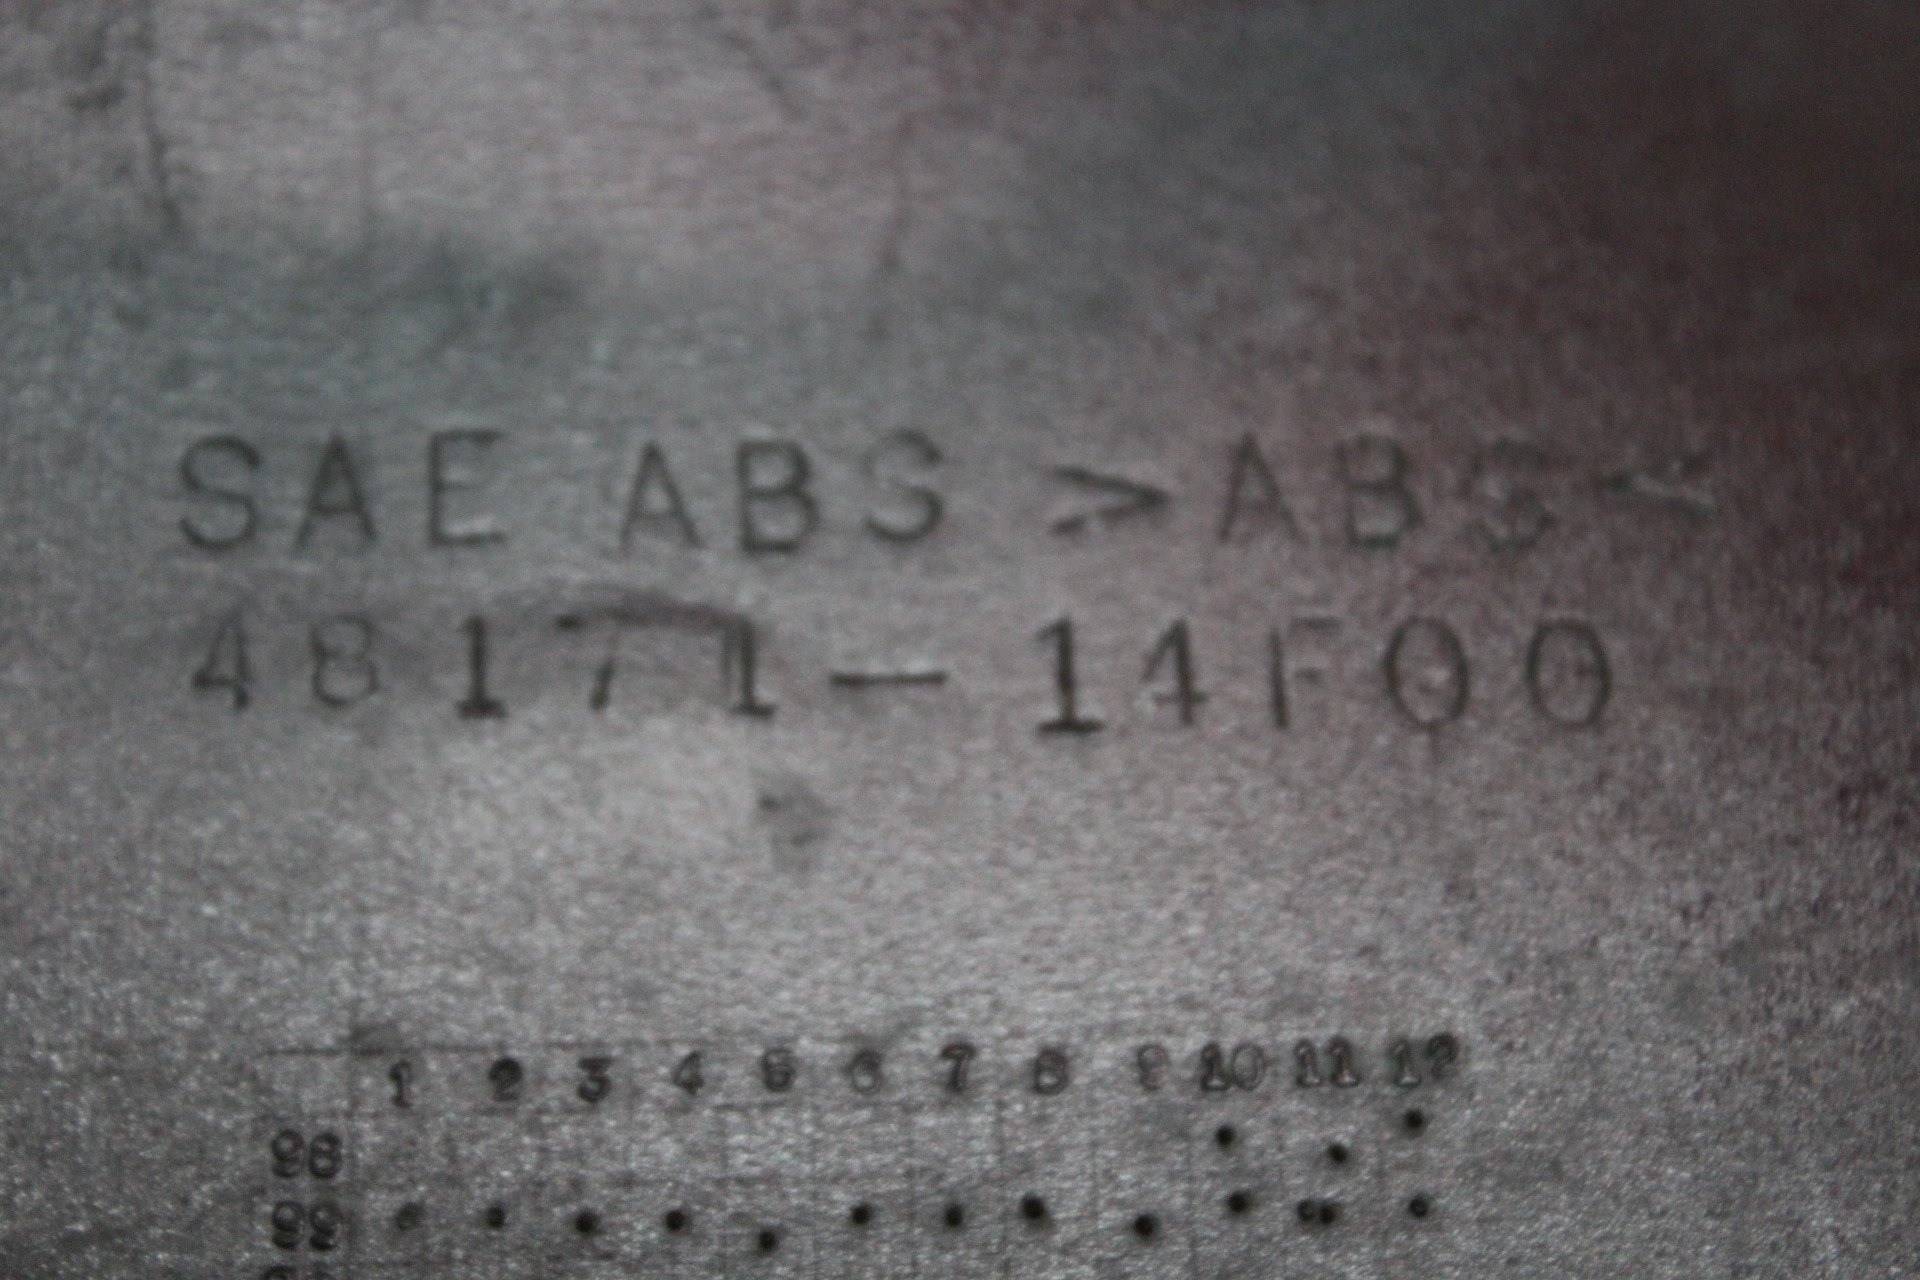 SAE ABS >ABS<
48171-14F00
1 2 3 4 5 6 7 8 9 10 11 12
98
99